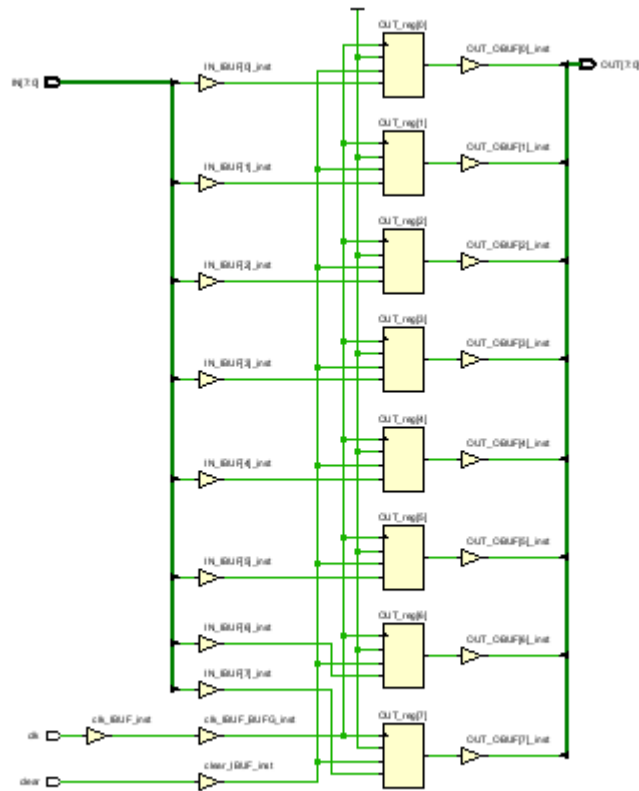 OUT_reg[0]
IN_IBUF[0]_inst
OUT_OBUF[0]_inst
IN[7:0]
OUT[7:0]
OUT_reg[1]
IN_IBUF[1]_inst
OUT_OBUF[1]_inst
OUT_reg[2]
IN_IBUF[2]_inst
OUT_OBUF[2]_inst
OUT_reg[3]
IN_IBUF[3]_inst
OUT_OBUF[3]_inst
OUT_reg[4]
IN_IBUF[4]_inst
OUT_OBUF[4]_inst
OUT_reg[5]
IN_IBUF[5]_inst
OUT_OBUF[5]_inst
OUT_reg[6]
IN_IBUF[6]_inst
OUT_OBUF[6]_inst
IN_IBUF[7]_inst
OUT_reg[7]
clk_IBUF_inst
clk_IBUF_BUFG_inst
OUT_OBUF[7]_inst
clk
clear_IBUF_inst
clear